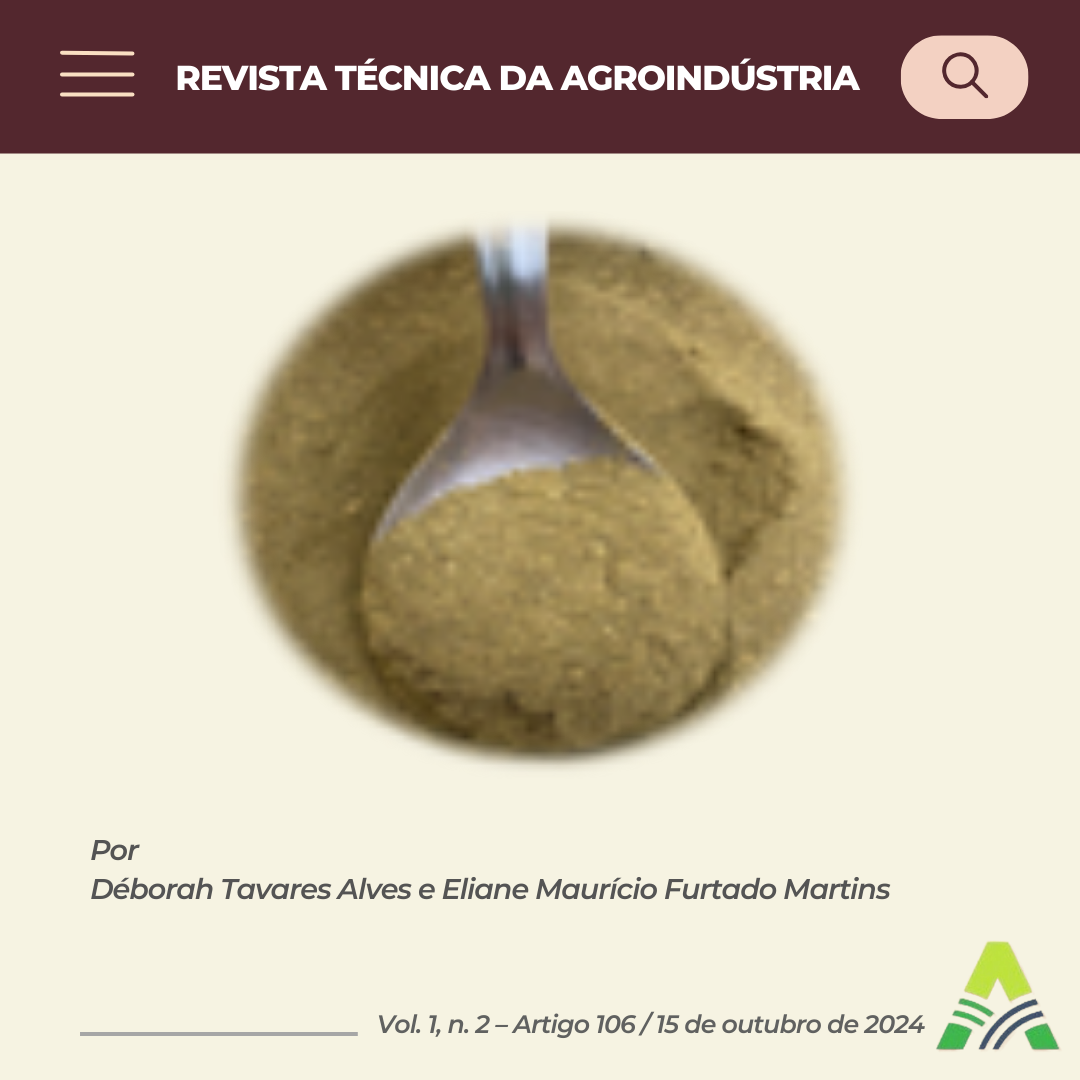 REVISTA TÉCNICA DA AGROINDÚSTRIA
Por
Déborah Tavares Alves e Eliane Maurício Furtado Martins
Vol. 1, n. 2 – Artigo 106 / 15 de outubro de 2024